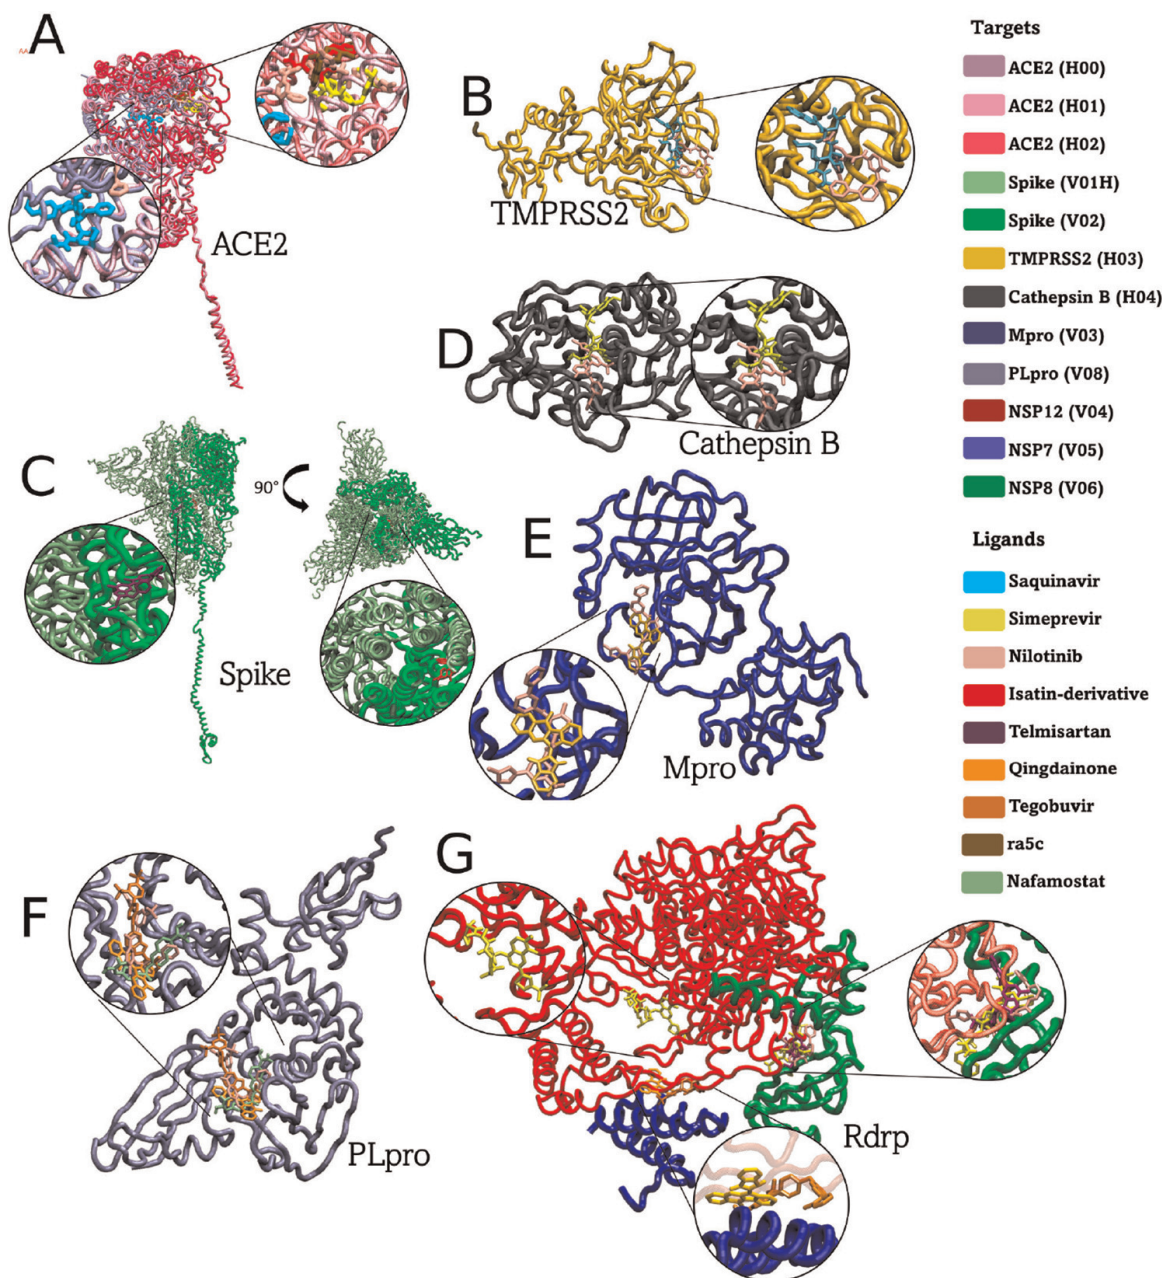 A
ACE2
B
TMPRSS2
D
Cathepsin B
C
90°
Spike
E
Mpro
F
PLpro
G
Rdrp
Targets
ACE2 (H00)
ACE2 (H01)
ACE2 (H02)
Spike (V01H)
Spike (V02)
TMPRSS2 (H03)
Cathepsin B (H04)
Mpro (V03)
PLpro (V08)
NSP12 (V04)
NSP7 (V05)
NSP8 (V06)
Ligands
Saquinavir
Simeprevir
Nilotinib
Isatin-derivative
Telmisartan
Qingdainone
Tegobuvir
ra5c
Nafamostat